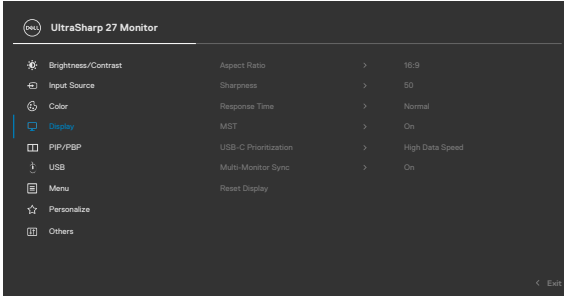 DELL UltraSharp 27 Monitor
Brightness/Contrast Aspect Ratio > 16:9
Input Source Sharpness > 50
Color Response Time > Normal
Display MST > On
PIP/PBP USB-C Prioritization > High Data Speed
USB Multi-Monitor Sync > On
Menu Reset Display
Personalize
Others
< Exit